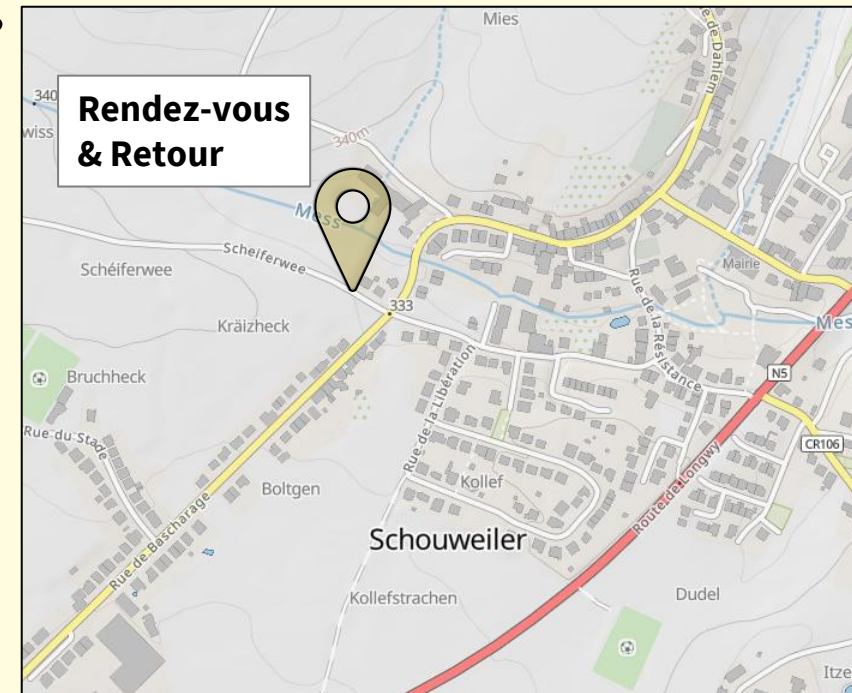 Mies
Rue de Dahlem
340
Rendez-vous
& Retour
wiss
340m
Mess
Scheiferwee
Schéiferwee
Mairie
333
Kräizheck
Rue-de-la-Résistance
Mess
Rue-de-la-Libération
N5
Bruchheck
Rue-du-Stade
CR106
Kollef
Boltgen
Route-de-Longwy
Rue-de-Bascharage
Schouweiler
Kollefstrachen
Dudel
Itze